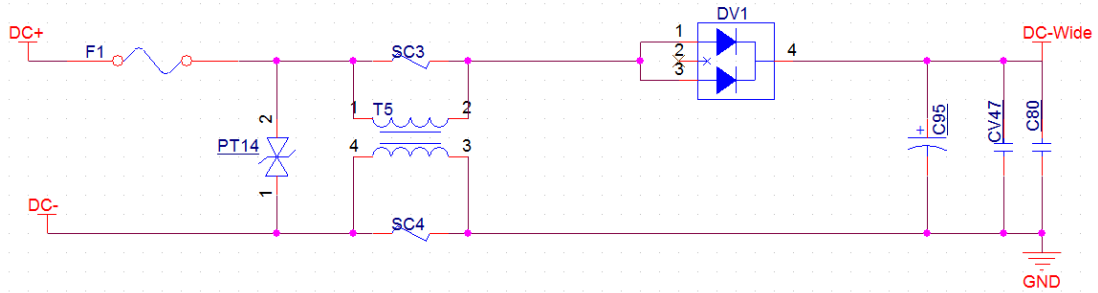 DV1
DC+
F1
SC3
1
2
3
4
DC-Wide
T5
1
2
4
3
2
PT14
1
+
C95
CV47
C80
DC-
SC4
GND